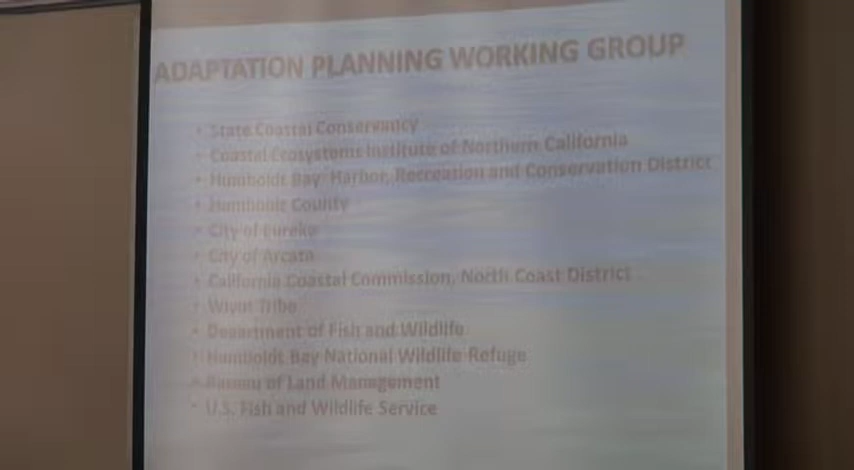 ADAPTATION PLANNING WORKING GROUP
• State Coastal Conservancy
• Coastal Ecosystems Institute of Northern California
• Humboldt Bay Harbor, Recreation and Conservation District
• Humboldt County
• City of Eureka
• City of Arcata
• California Coastal Commission, North Coast District
• Wiyot Tribe
• Department of Fish and Wildlife
• Humboldt Bay National Wildlife Refuge
• Bureau of Land Management
• U.S. Fish and Wildlife Service